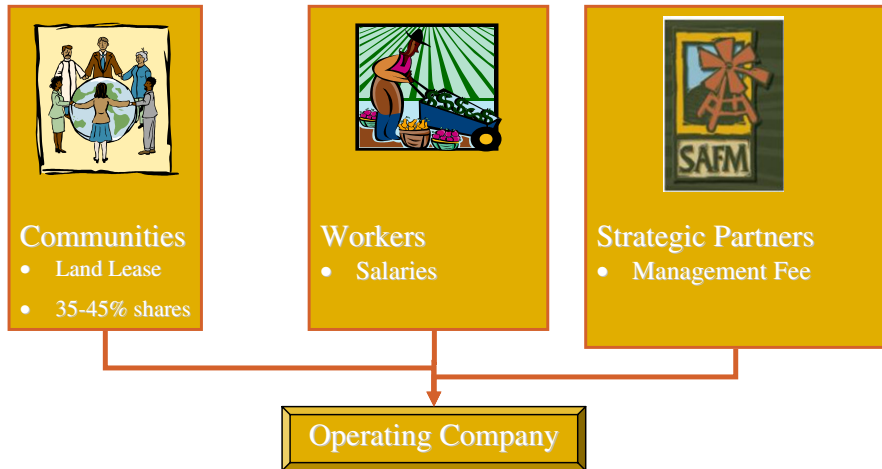 SAFM
Communities
• Land Lease
• 35-45% shares
Workers
• Salaries
Strategic Partners
• Management Fee
Operating Company